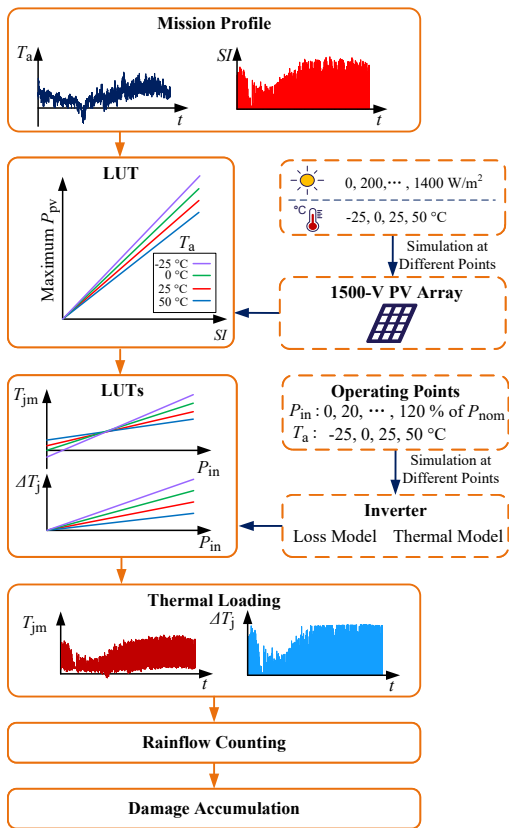 Mission Profile
Ta
t
SI
t
LUT
Maximum Ppv
Ta
-25 °C
0 °C
25 °C
50 °C
SI
0, 200,⋯, 1400 W/m²
°C
-25, 0, 25, 50 °C
Simulation at
Different Points
1500-V PV Array
LUTs
Tjm
Pin
ΔTj
Pin
Operating Points
Pin : 0, 20, ⋯ , 120 % of Pnom
Ta : -25, 0, 25, 50 °C
Simulation at
Different Points
Inverter
Loss Model Thermal Model
Thermal Loading
Tjm
t
ΔTj
t
Rainflow Counting
Damage Accumulation